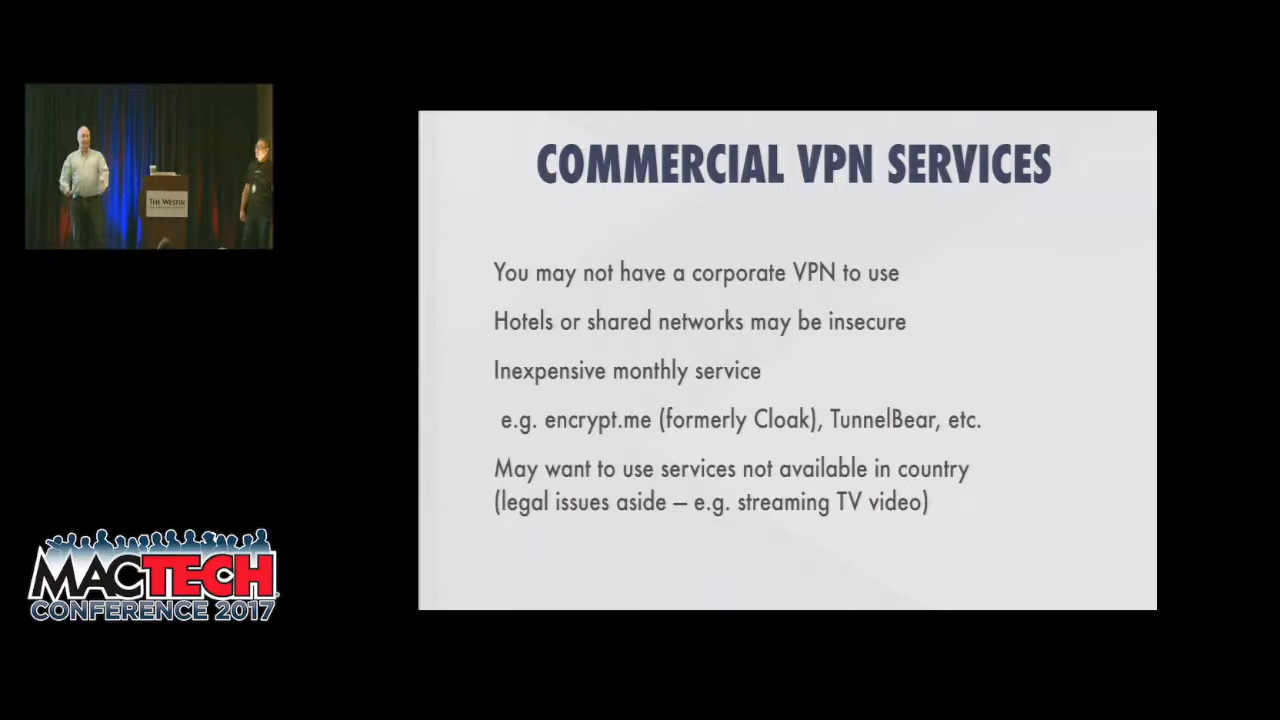 COMMERCIAL VPN SERVICES
You may not have a corporate VPN to use
Hotels or shared networks may be insecure
Inexpensive monthly service
e.g. encrypt.me (formerly Cloak), TunnelBear, etc.
May want to use services not available in country
(legal issues aside – e.g. streaming TV video)
THE WESTIN
MACTECH
CONFERENCE 2017